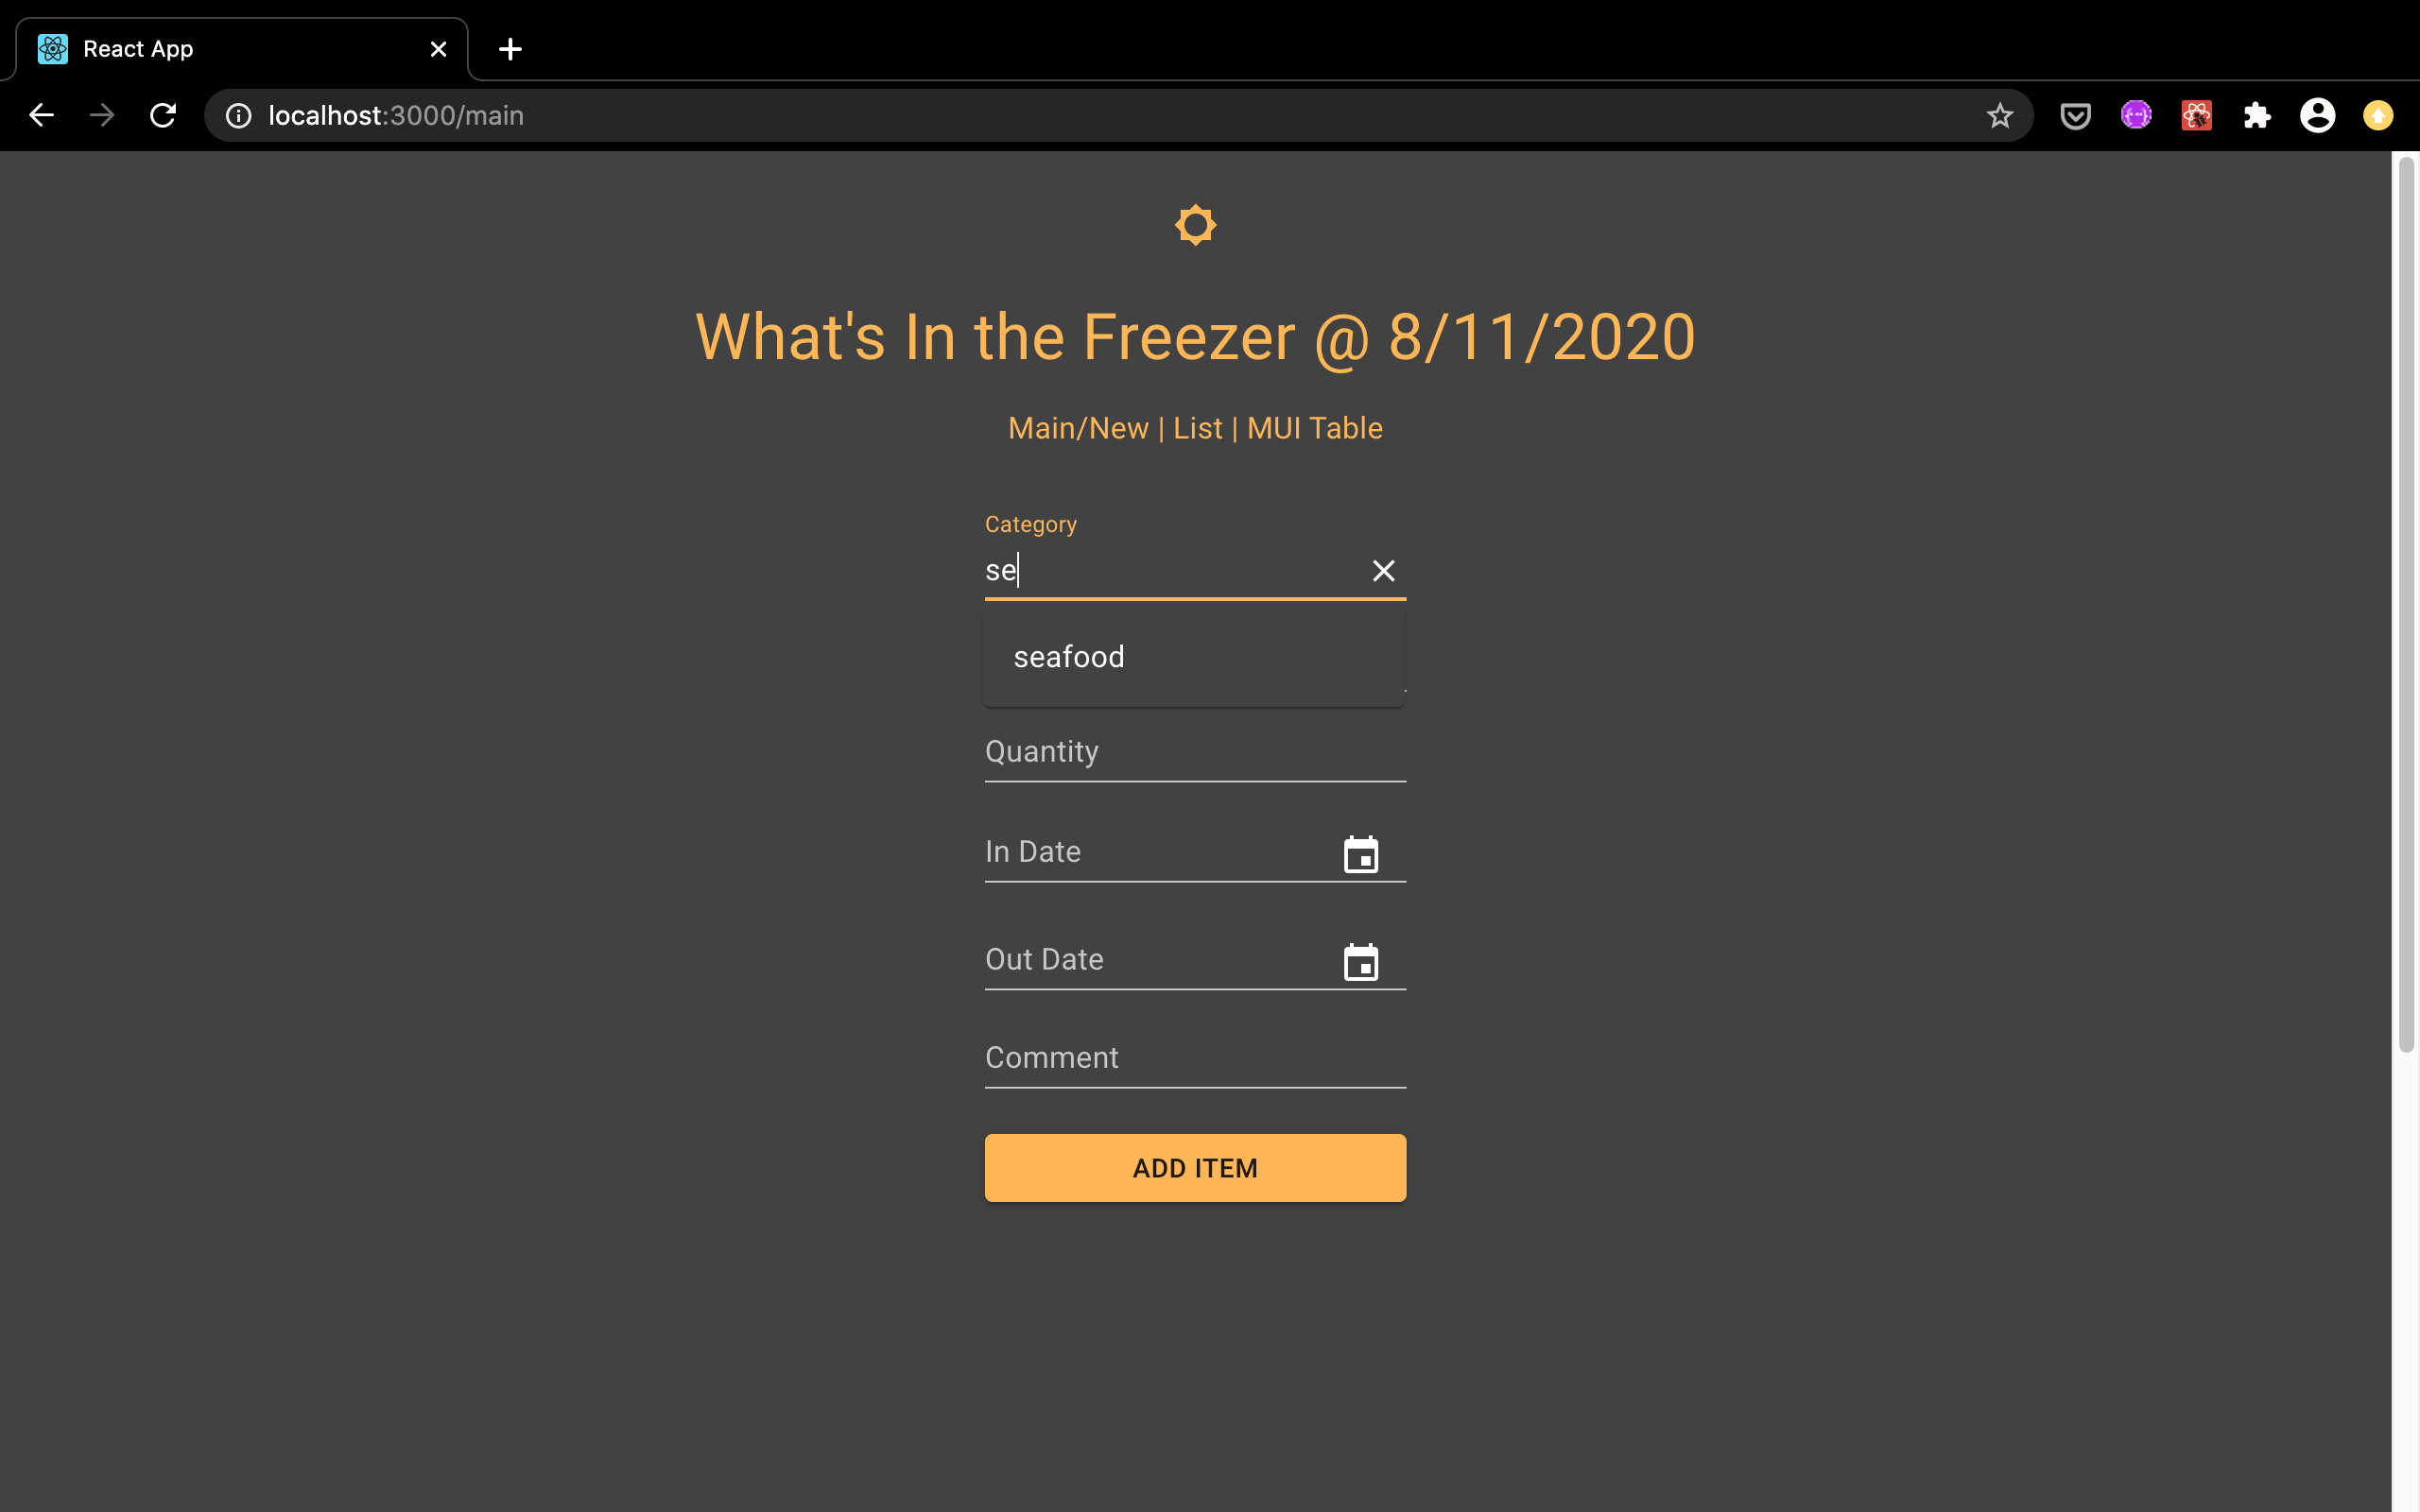 React App
localhost:3000/main
What's In the Freezer @ 8/11/2020
Main/New | List | MUI Table
Category
se
seafood
Quantity
In Date
Out Date
Comment
ADD ITEM